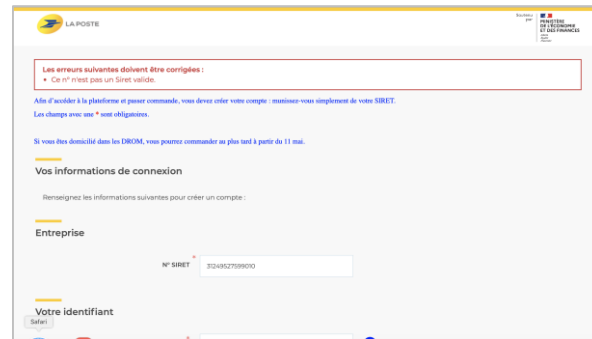 LA POSTE
Soutenu par
MINISTÈRE
DE L'ÉCONOMIE
ET DES FINANCES
Les erreurs suivantes doivent être corrigées :
Ce n° n'est pas un Siret valide.
Afin d'accéder à la plateforme et passer commande, vous devez créer votre compte : munissez-vous simplement de votre SIRET.
Les champs avec une * sont obligatoires.
Si vous êtes domicilié dans les DROM, vous pourrez commander au plus tard à partir du 11 mai.
Vos informations de connexion
Renseignez les informations suivantes pour créer un compte :
Entreprise
N° SIRET * 31249527599010
Votre identifiant
Safari
*